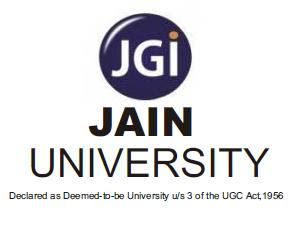 JGi
JAIN
UNIVERSITY
Declared as Deemed-to-be University u/s 3 of the UGC Act,1956